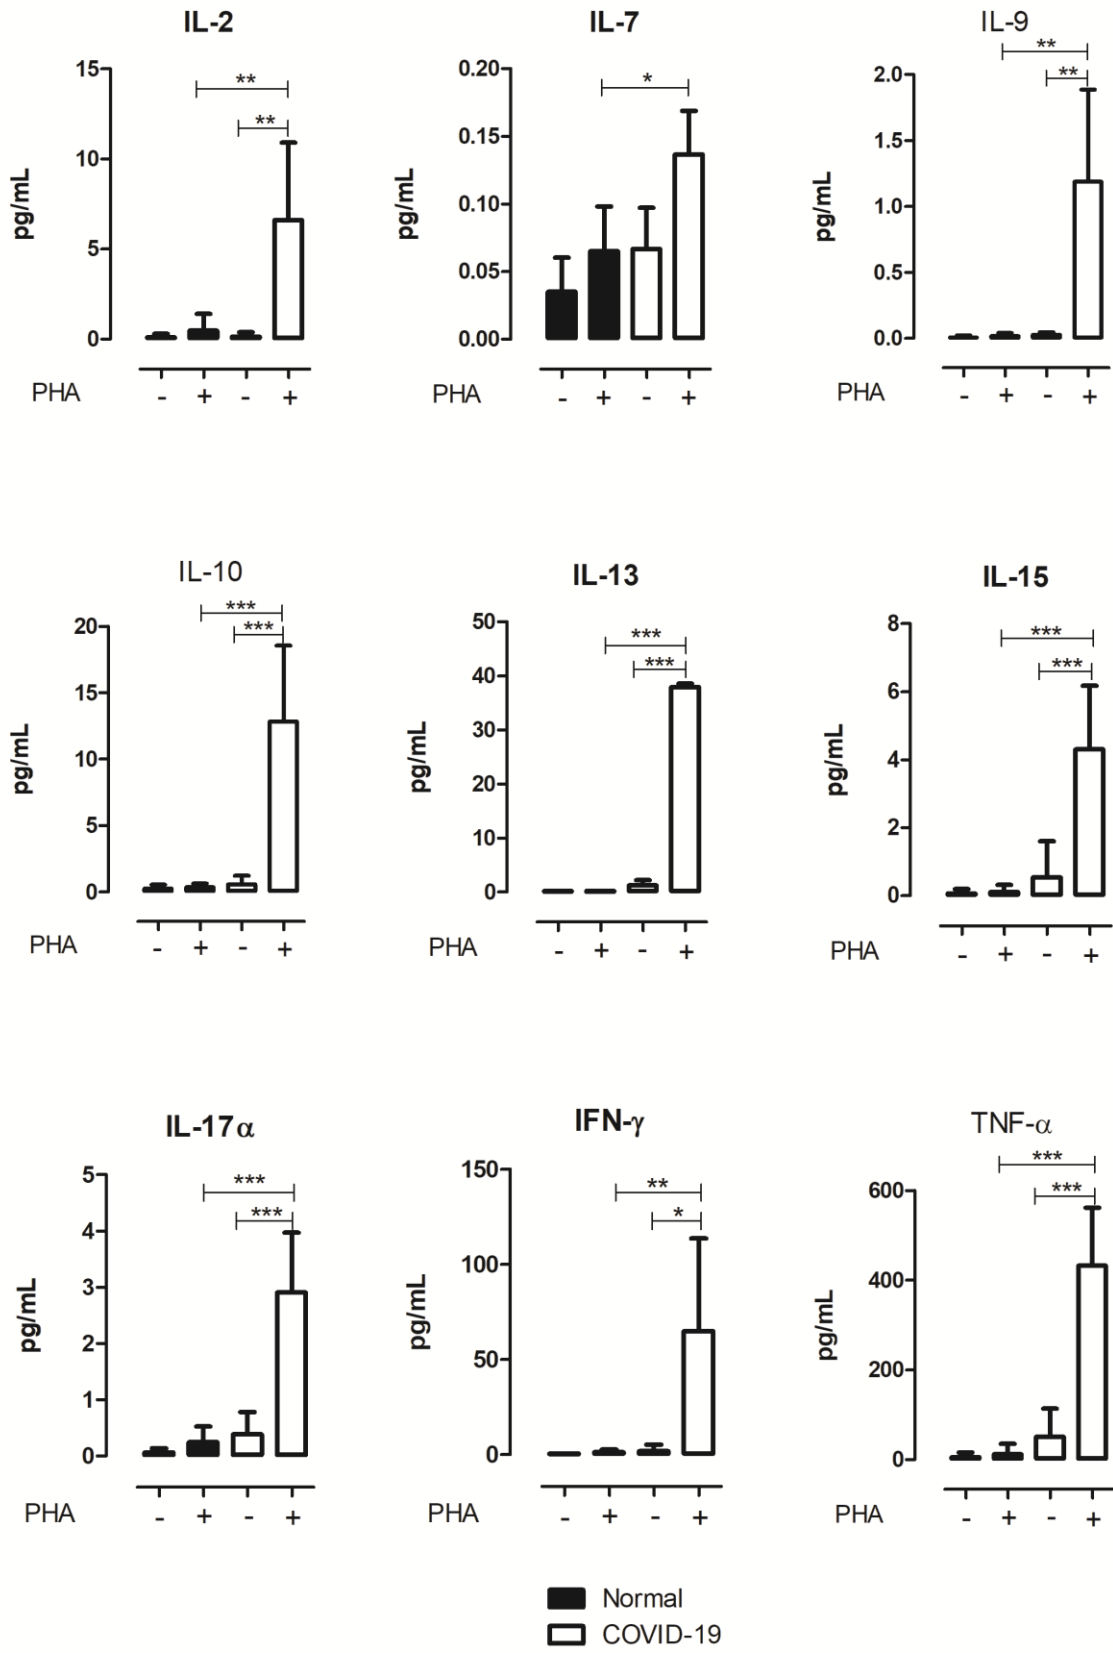 IL-2
IL-7
IL-9
**
**
15
10
5
0
pg/mL
PHA
- + - +
*
0.20
0.15
0.10
0.05
0.00
pg/mL
PHA
- + - +
**
**
2.0
1.5
1.0
0.5
0.0
pg/mL
PHA
- + - +
IL-10
IL-13
IL-15
***
***
20
15
10
5
0
pg/mL
PHA
- + - +
***
***
50
40
30
20
10
0
pg/mL
PHA
- + - +
***
***
8
6
4
2
0
pg/mL
PHA
- + - +
IL-17α
IFN-γ
TNF-α
***
***
5
4
3
2
1
0
pg/mL
PHA
- + - +
**
*
150
100
50
0
pg/mL
PHA
- + - +
***
***
600
400
200
0
pg/mL
PHA
- + - +
Normal
COVID-19